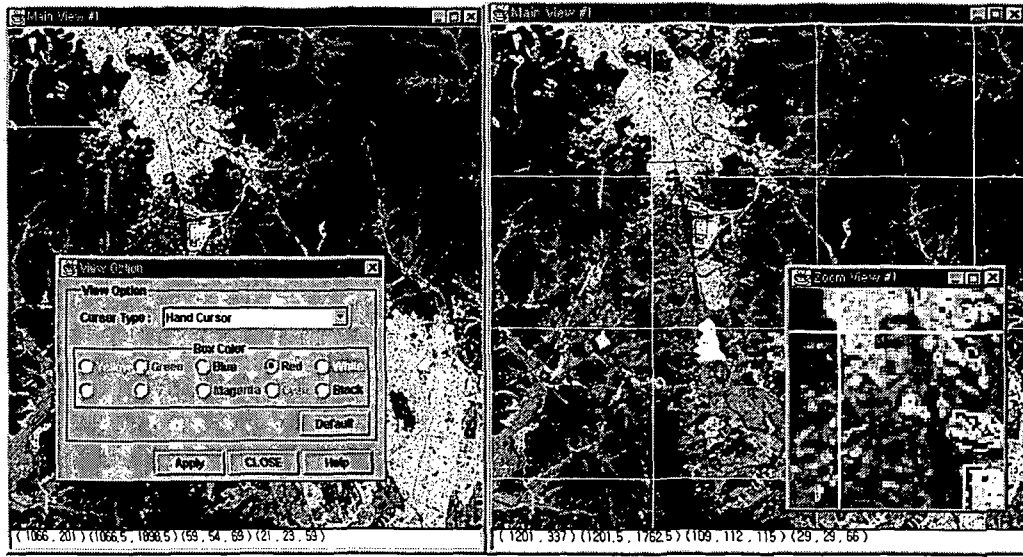 Main View #1
Main View #1
View Option
View Option
Cursor Type : Hand Cursor
Box Color
Green Blue Red White
Magenta Cyan Black
Default
Apply CLOSE Help
Zoom View #1
( 1066 , 201 ) (1066,5 , 1898,5) (59 , 54 , 69 ) (21 , 23 , 59 )
( 1201 , 337 ) (1201,5 , 1762,5 ) (109 , 112 , 115 ) (29 , 29 , 66 )